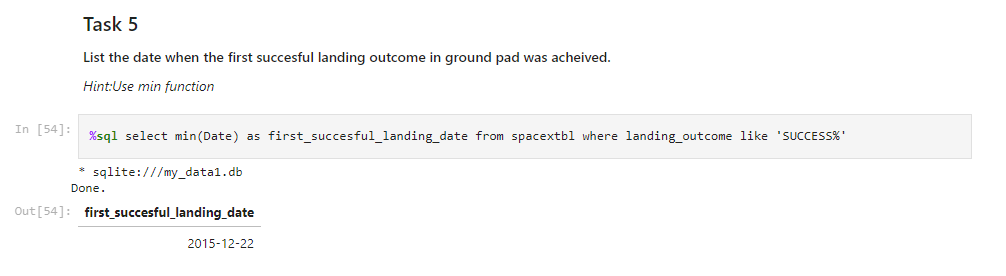 Task 5
List the date when the first succesful landing outcome in ground pad was acheived.
Hint:Use min function
In [54]: %sql select min(Date) as first_succesful_landing_date from spacextbl where landing_outcome like 'SUCCESS%'
* sqlite:///my_data1.db
Done.
Out[54]: first_succesful_landing_date
2015-12-22